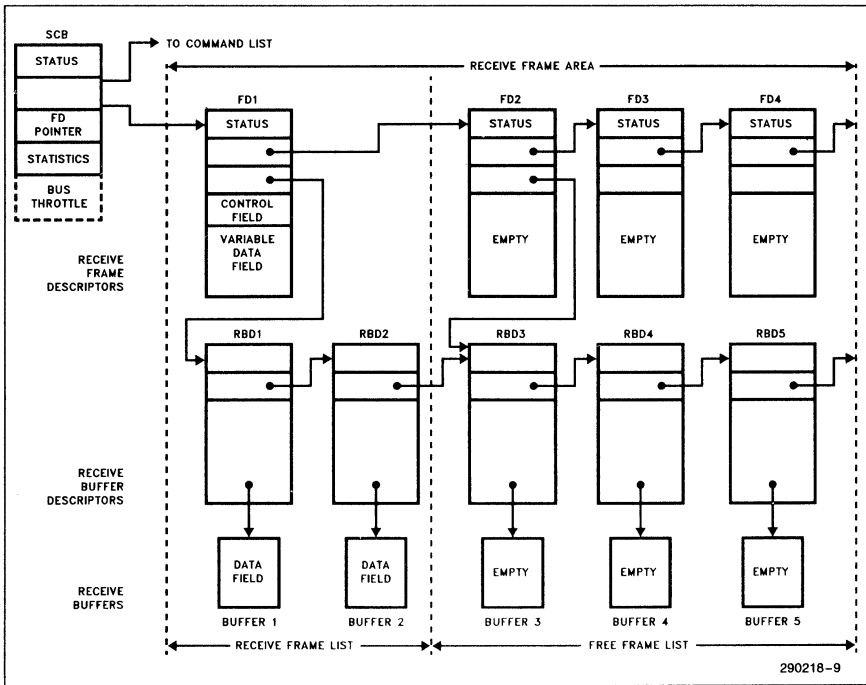 SCB
STATUS
FD
POINTER
STATISTICS
BUS
THROTTLE
TO COMMAND LIST
RECEIVE FRAME AREA
FD1
STATUS
CONTROL
FIELD
VARIABLE
DATA
FIELD
FD2
STATUS
EMPTY
FD3
STATUS
EMPTY
FD4
STATUS
EMPTY
RECEIVE
FRAME
DESCRIPTORS
RBD1
RBD2
RBD3
RBD4
RBD5
RECEIVE
BUFFER
DESCRIPTORS
DATA
FIELD
DATA
FIELD
EMPTY
EMPTY
EMPTY
RECEIVE
BUFFERS
BUFFER 1
BUFFER 2
BUFFER 3
BUFFER 4
BUFFER 5
RECEIVE FRAME LIST
FREE FRAME LIST
290218-9